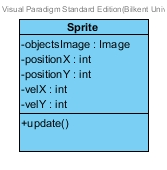 Visual Paradigm Standard Edition(Bilkent Univ
Sprite
-objectsImage : Image
-positionX : int
-positionY : int
-velX : int
-velY : int
+update()